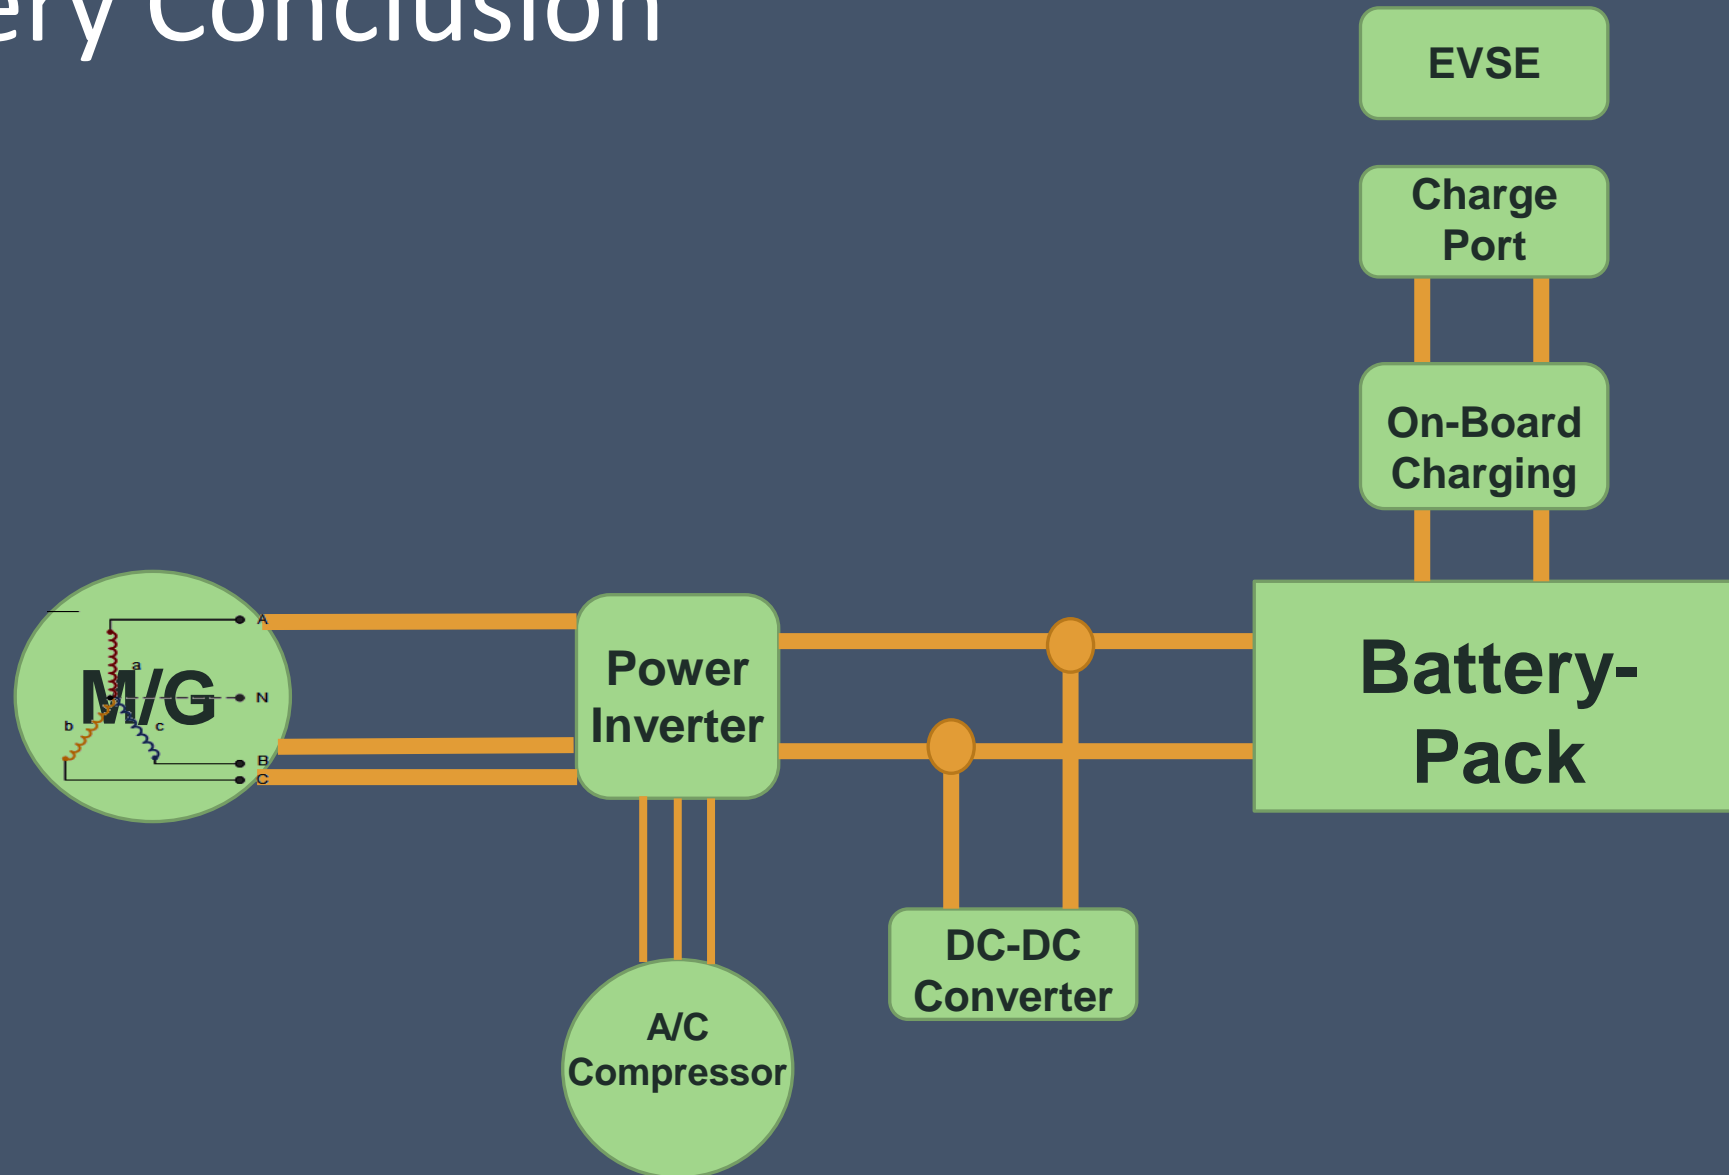 ery Conclusion
EVSE
Charge
Port
On-Board
Charging
A
a
M/G
N
b
c
B
C
Power
Inverter
Battery-
Pack
DC-DC
Converter
A/C
Compressor